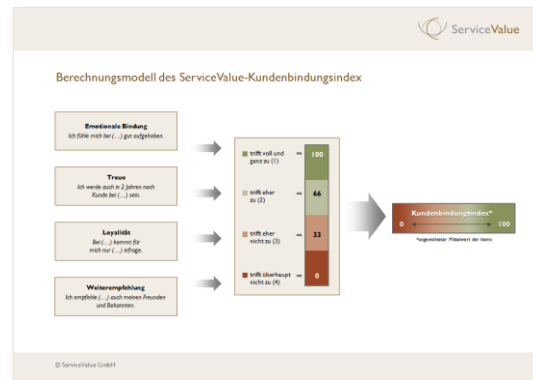 ServiceValue
Berechnungsmodell des ServiceValue-Kundenbindungsindex
Emotionale Bindung
Ich fühle mich bei (…) gut aufgehoben.
Treue
Ich werde auch in 2 Jahren noch
Kunde bei (…) sein.
Loyalität
Bei (…) kommt für
mich nur (…) infrage.
Weiterempfehlung
Ich empfehle (…) auch meinen Freunden
und Bekannten.
trifft voll und
ganz zu (1)
=
100
trifft eher
zu (2)
=
66
trifft eher
nicht zu (3)
=
33
trifft überhaupt
nicht zu (4)
=
0
Kundenbindungsindex*
0
100
*ungewichteter Mittelwert der Items
© ServiceValue GmbH